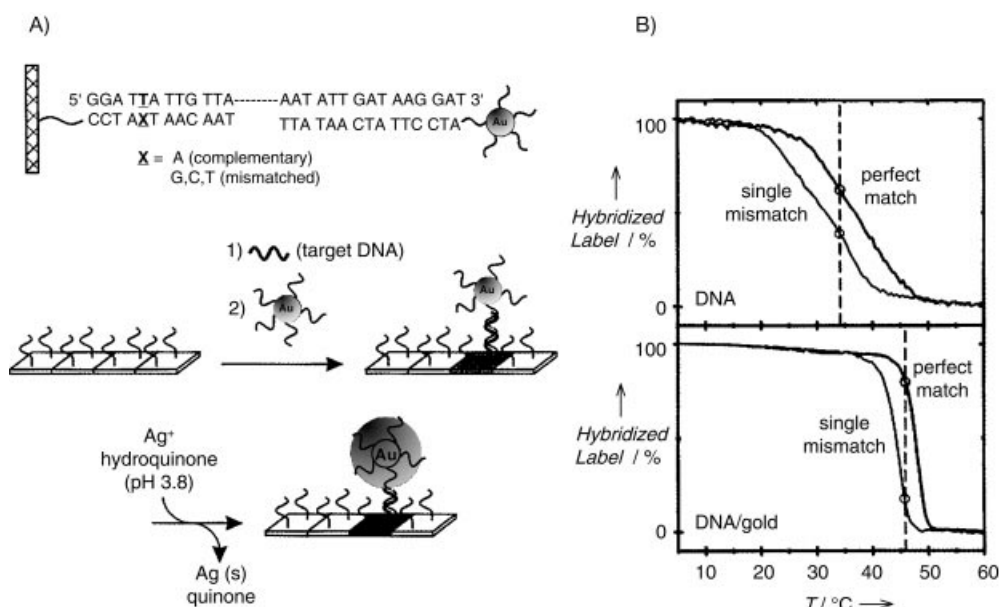 A)
5' GGA TTA TTG TTA-------AAT ATT GAT AAG GAT 3'
CCT AXT AAC AAT TTA TAA CTA TTC CTA
Au
X = A (complementary)
G,C,T (mismatched)
1) (target DNA)
2) Au
Au
Ag⁺
hydroquinone
(pH 3.8)
Ag (s)
quinone
Au
B)
100
0
Hybridized
Label / %
single
mismatch
perfect
match
DNA
100
0
Hybridized
Label / %
single
mismatch
perfect
match
DNA/gold
10 20 30 40 50 60
T / °C